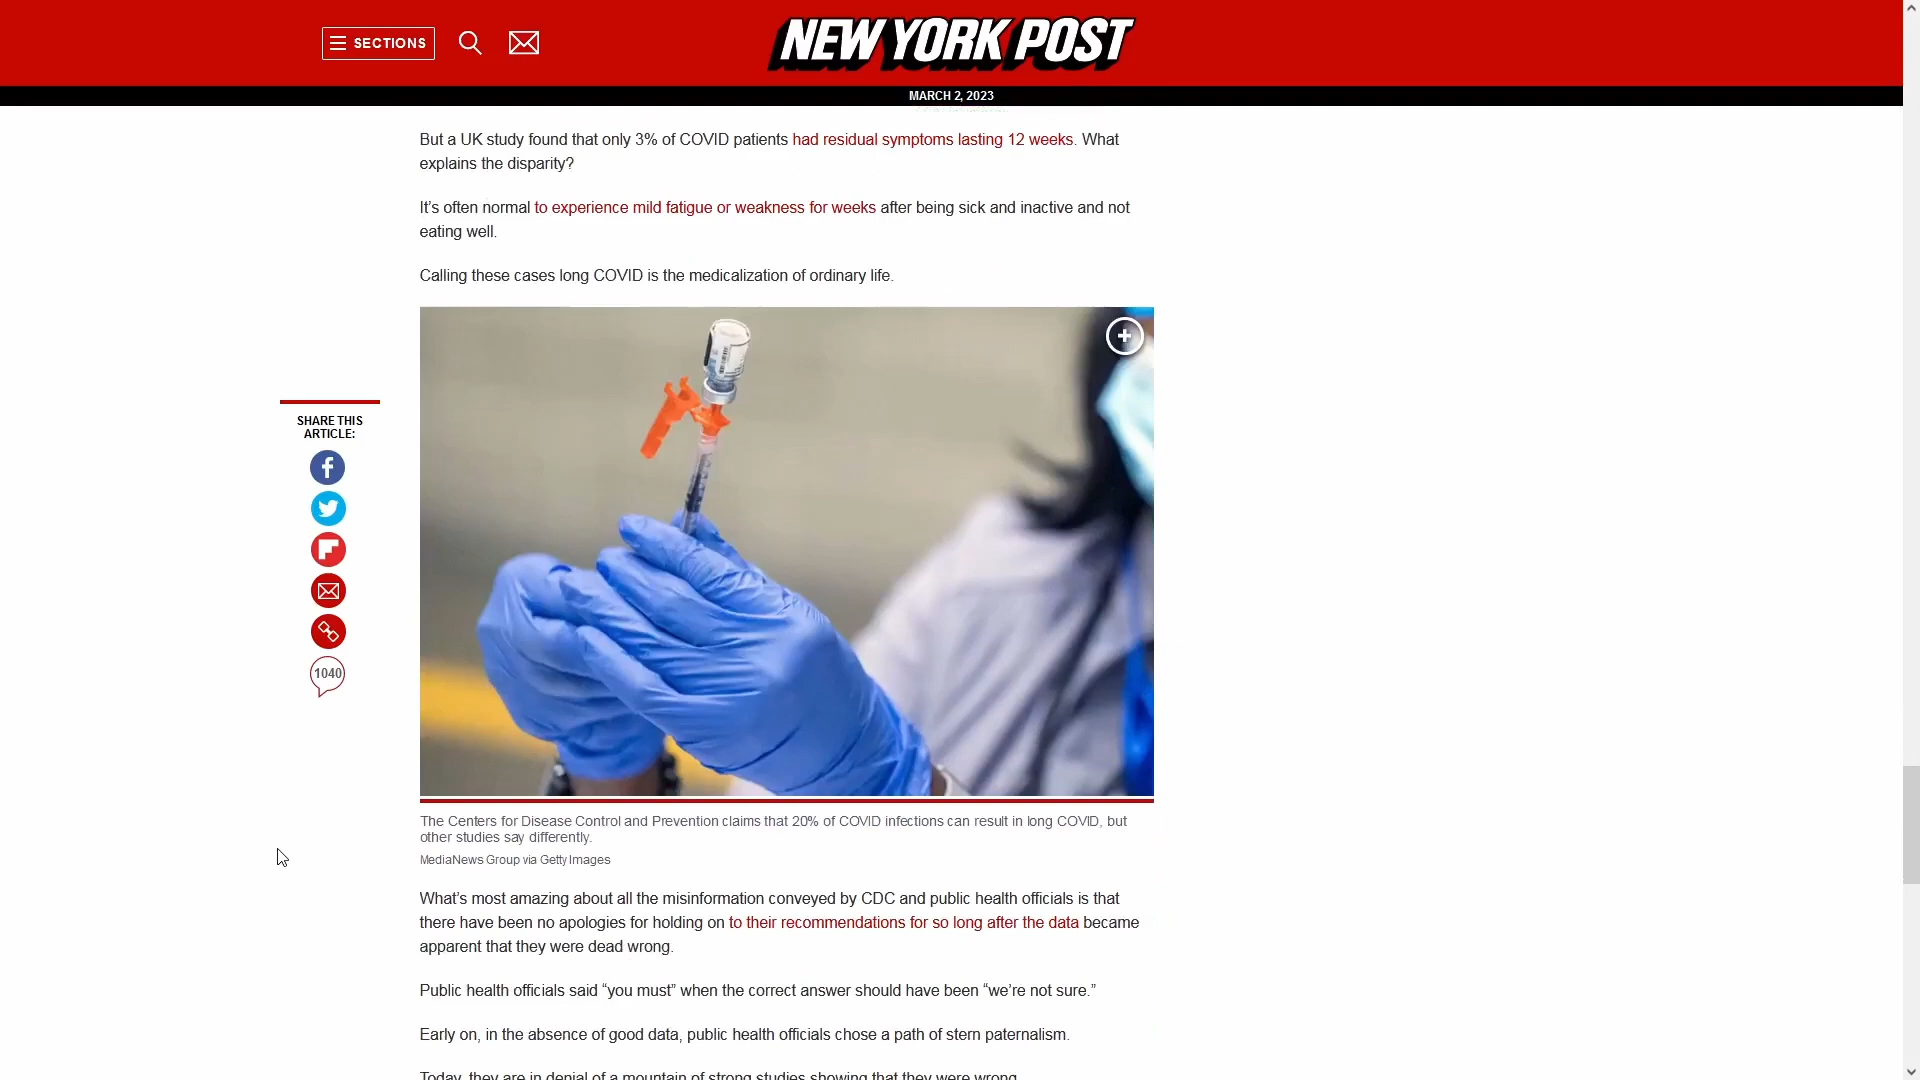 SECTIONS
NEW YORK POST
MARCH 2, 2023
But a UK study found that only 3% of COVID patients had residual symptoms lasting 12 weeks. What
explains the disparity?
It’s often normal to experience mild fatigue or weakness for weeks after being sick and inactive and not
eating well.
Calling these cases long COVID is the medicalization of ordinary life.
SHARE THIS
ARTICLE:
1040
The Centers for Disease Control and Prevention claims that 20% of COVID infections can result in long COVID, but
other studies say differently.
MediaNews Group via Getty Images
What’s most amazing about all the misinformation conveyed by CDC and public health officials is that
there have been no apologies for holding on to their recommendations for so long after the data became
apparent that they were dead wrong.
Public health officials said “you must” when the correct answer should have been “we’re not sure.”
Early on, in the absence of good data, public health officials chose a path of stern paternalism.
Today, they are in denial of a mountain of strong studies showing that they were wrong.